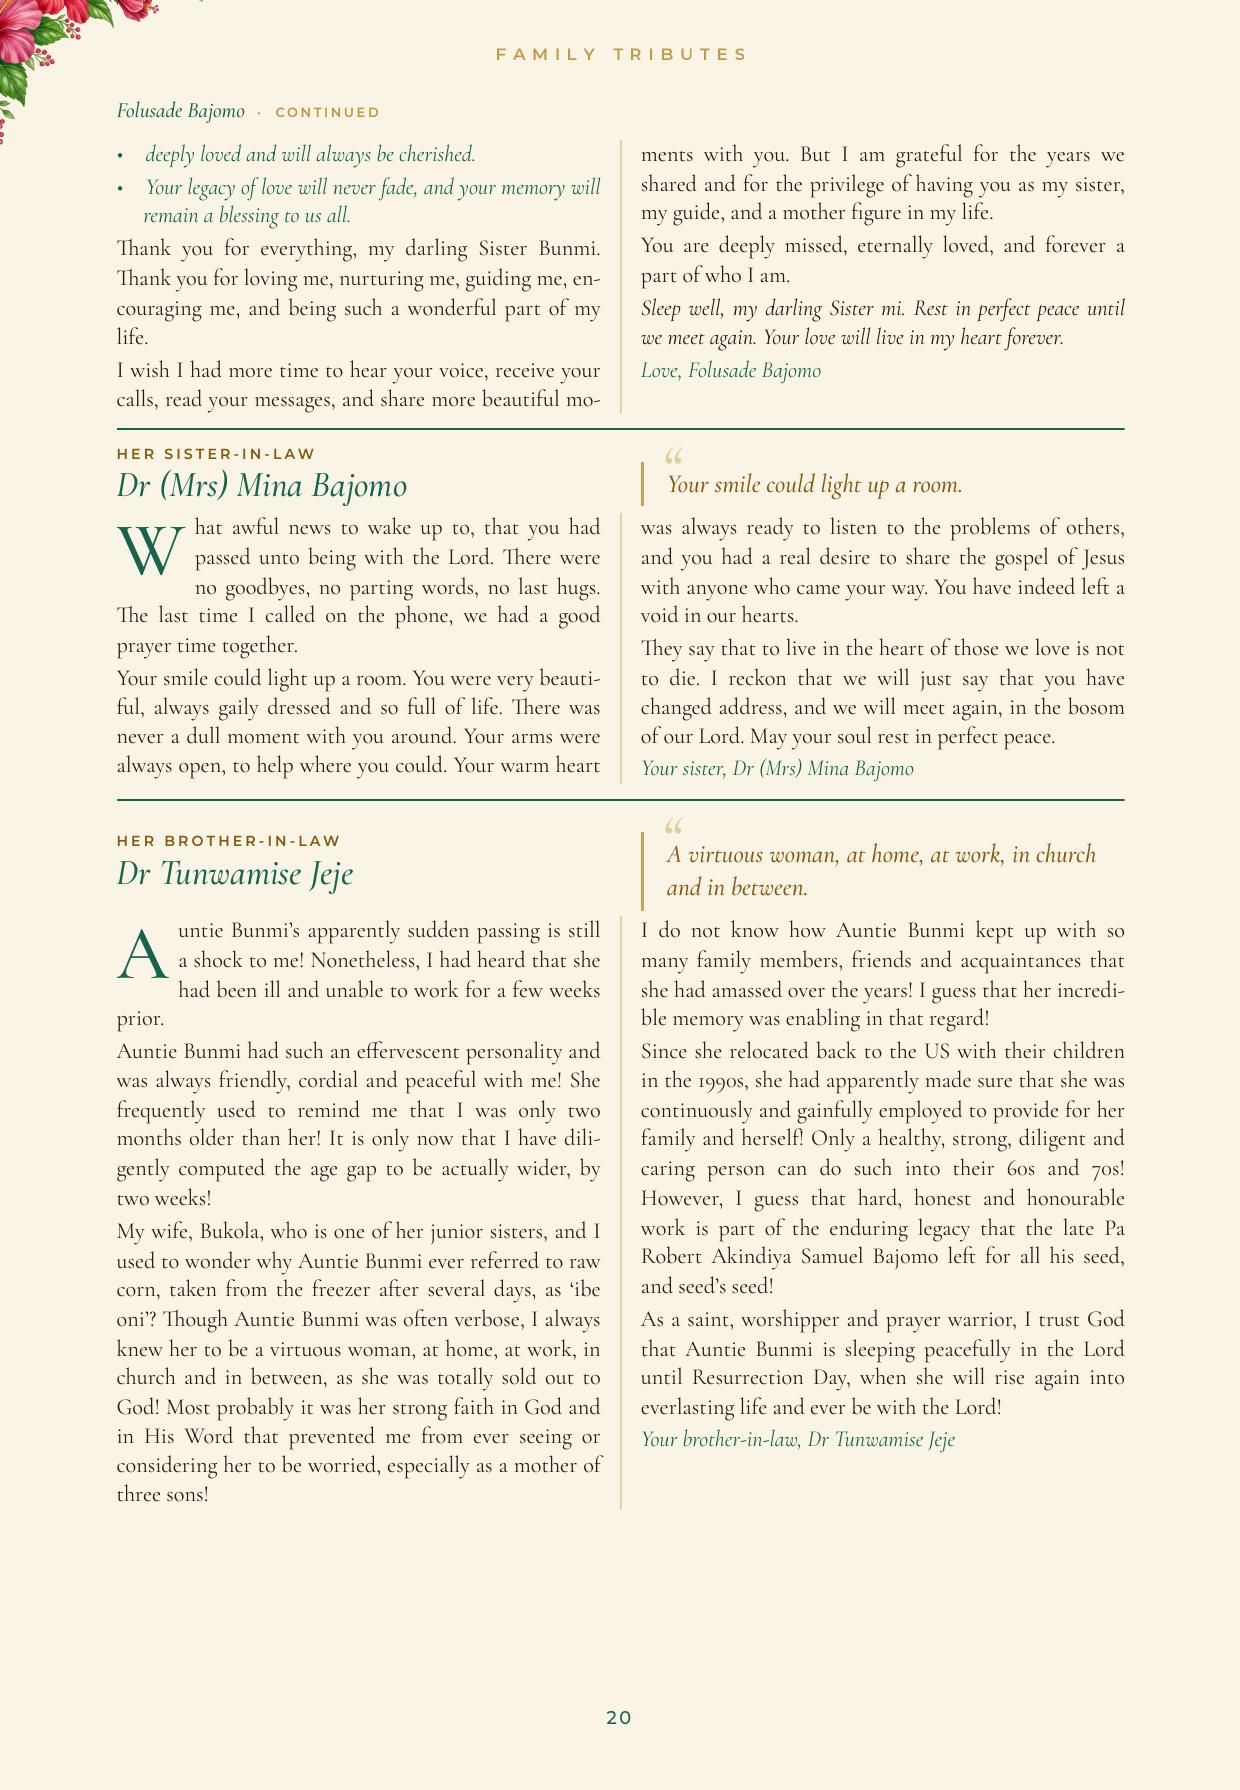 FAMILY TRIBUTES
Folusade Bajomo · CONTINUED
• deeply loved and will always be cherished.
• Your legacy of love will never fade, and your memory will
remain a blessing to us all.
Thank you for everything, my darling Sister Bunmi.
Thank you for loving me, nurturing me, guiding me, en-
couraging me, and being such a wonderful part of my
life.
I wish I had more time to hear your voice, receive your
calls, read your messages, and share more beautiful mo-
ments with you. But I am grateful for the years we
shared and for the privilege of having you as my sister,
my guide, and a mother figure in my life.
You are deeply missed, eternally loved, and forever a
part of who I am.
Sleep well, my darling Sister mi. Rest in perfect peace until
we meet again. Your love will live in my heart forever.
Love, Folusade Bajomo
HER SISTER-IN-LAW
Dr (Mrs) Mina Bajomo
“
Your smile could light up a room.
What awful news to wake up to, that you had
passed unto being with the Lord. There were
no goodbyes, no parting words, no last hugs.
The last time I called on the phone, we had a good
prayer time together.
Your smile could light up a room. You were very beauti-
ful, always gaily dressed and so full of life. There was
never a dull moment with you around. Your arms were
always open, to help where you could. Your warm heart
was always ready to listen to the problems of others,
and you had a real desire to share the gospel of Jesus
with anyone who came your way. You have indeed left a
void in our hearts.
They say that to live in the heart of those we love is not
to die. I reckon that we will just say that you have
changed address, and we will meet again, in the bosom
of our Lord. May your soul rest in perfect peace.
Your sister, Dr (Mrs) Mina Bajomo
HER BROTHER-IN-LAW
Dr Tunwamise Jeje
“
A virtuous woman, at home, at work, in church
and in between.
Auntie Bunmi’s apparently sudden passing is still
a shock to me! Nonetheless, I had heard that she
had been ill and unable to work for a few weeks
prior.
Auntie Bunmi had such an effervescent personality and
was always friendly, cordial and peaceful with me! She
frequently used to remind me that I was only two
months older than her! It is only now that I have dili-
gently computed the age gap to be actually wider, by
two weeks!
My wife, Bukola, who is one of her junior sisters, and I
used to wonder why Auntie Bunmi ever referred to raw
corn, taken from the freezer after several days, as ‘ibe
oni’? Though Auntie Bunmi was often verbose, I always
knew her to be a virtuous woman, at home, at work, in
church and in between, as she was totally sold out to
God! Most probably it was her strong faith in God and
in His Word that prevented me from ever seeing or
considering her to be worried, especially as a mother of
three sons!
I do not know how Auntie Bunmi kept up with so
many family members, friends and acquaintances that
she had amassed over the years! I guess that her incredi-
ble memory was enabling in that regard!
Since she relocated back to the US with their children
in the 1990s, she had apparently made sure that she was
continuously and gainfully employed to provide for her
family and herself! Only a healthy, strong, diligent and
caring person can do such into their 60s and 70s!
However, I guess that hard, honest and honourable
work is part of the enduring legacy that the late Pa
Robert Akindiya Samuel Bajomo left for all his seed,
and seed’s seed!
As a saint, worshipper and prayer warrior, I trust God
that Auntie Bunmi is sleeping peacefully in the Lord
until Resurrection Day, when she will rise again into
everlasting life and ever be with the Lord!
Your brother-in-law, Dr Tunwamise Jeje
20